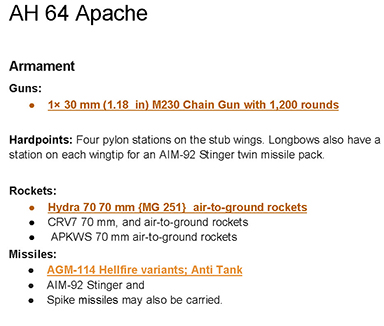 AH 64 Apache
Armament
Guns:
● 1× 30 mm (1.18 in) M230 Chain Gun with 1,200 rounds
Hardpoints: Four pylon stations on the stub wings. Longbows also have a
station on each wingtip for an AIM-92 Stinger twin missile pack.
Rockets:
● Hydra 70 70 mm {MG 251} air-to-ground rockets
● CRV7 70 mm, and air-to-ground rockets
● APKWS 70 mm air-to-ground rockets
Missiles:
● AGM-114 Hellfire variants; Anti Tank
● AIM-92 Stinger and
● Spike missiles may also be carried.